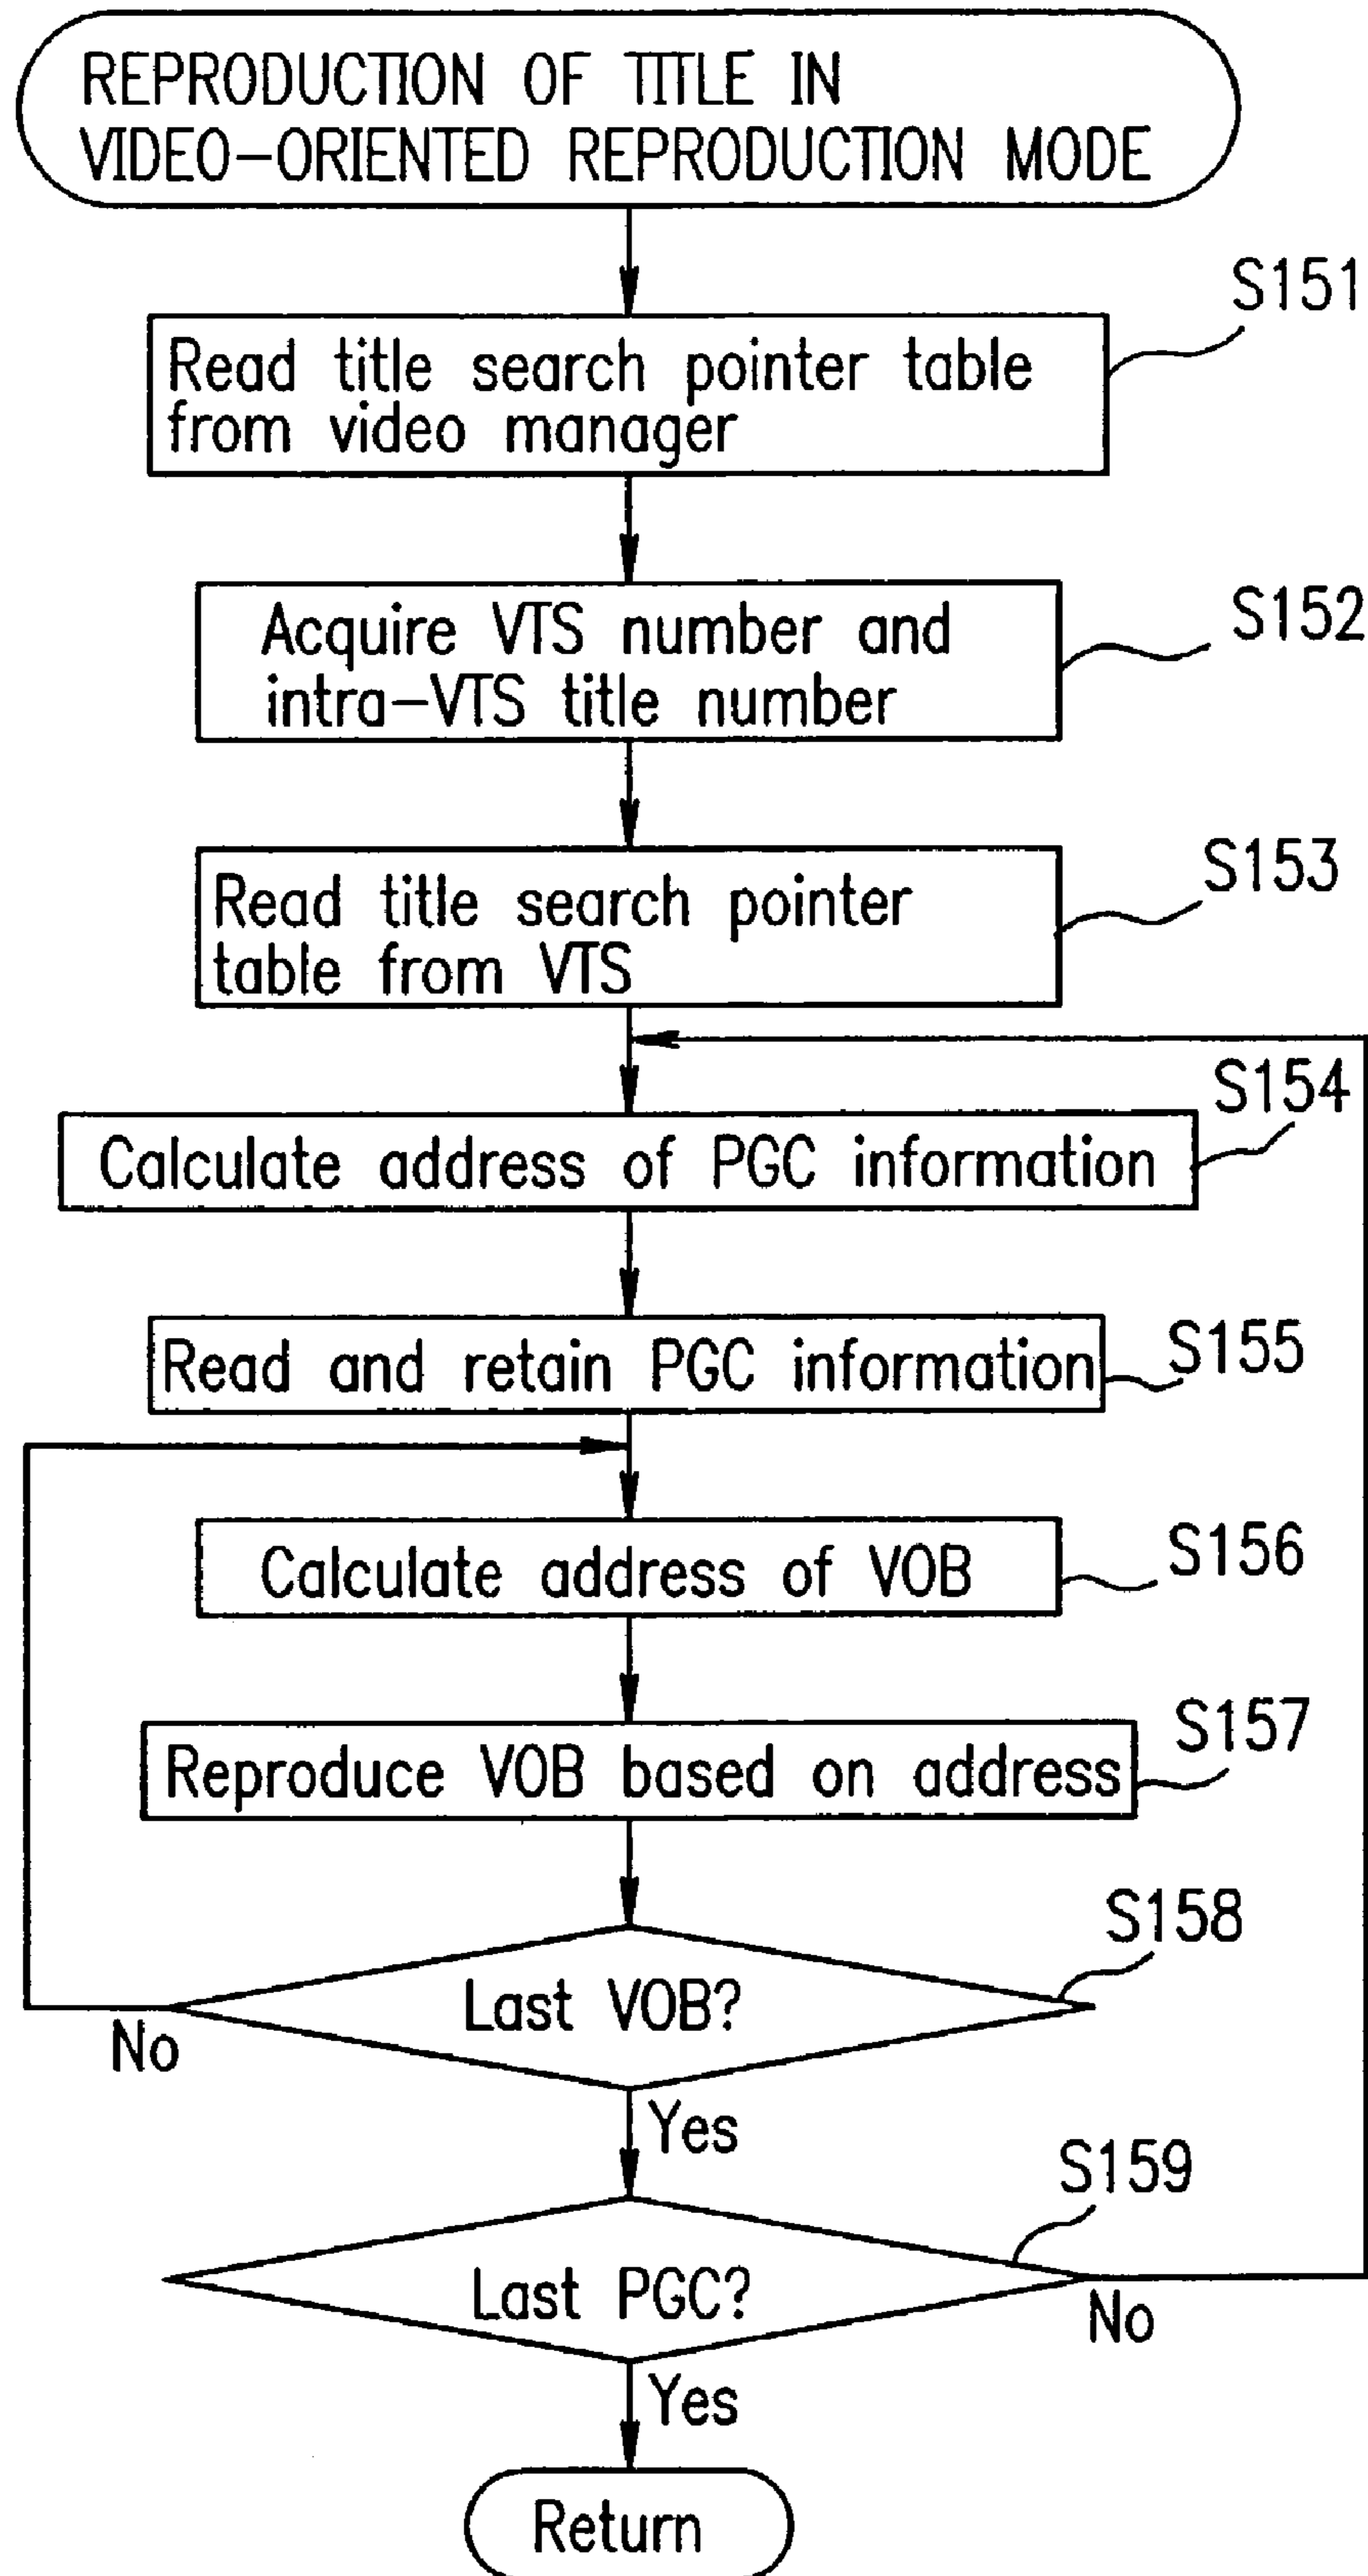 REPRODUCTION OF TITLE IN
VIDEO-ORIENTED REPRODUCTION MODE
S151
Read title search pointer table
from video manager
S152
Acquire VTS number and
intra-VTS title number
S153
Read title search pointer
table from VTS
S154
Calculate address of PGC information
S155
Read and retain PGC information
S156
Calculate address of VOB
S157
Reproduce VOB based on address
S158
Last VOB?
No
Yes
S159
Last PGC?
No
Yes
Return